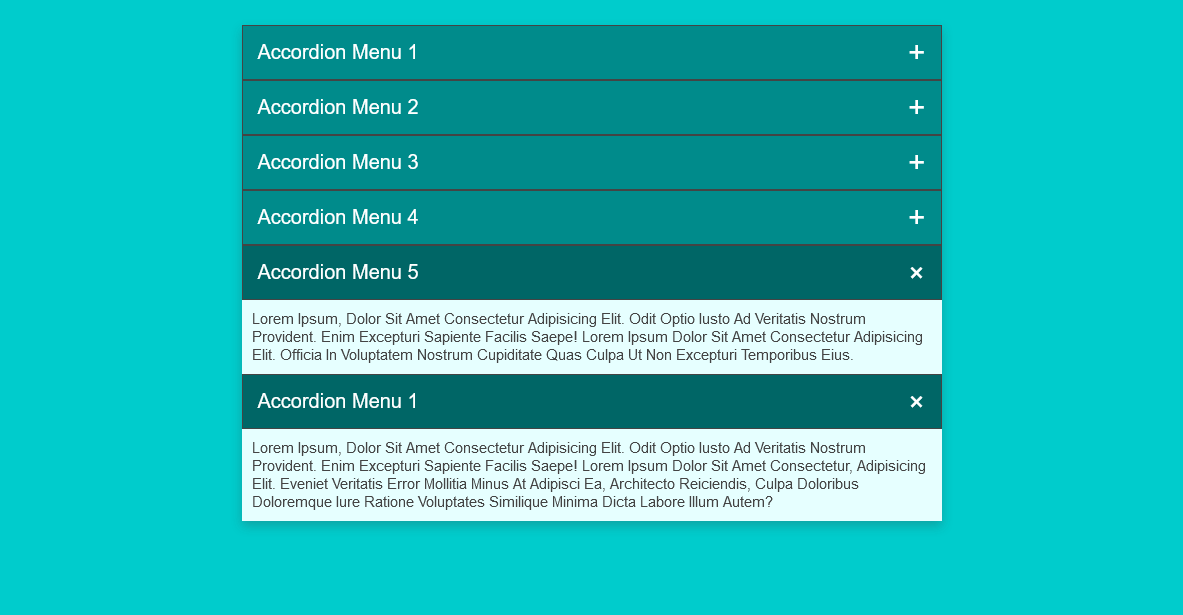 Accordion Menu 1 +
Accordion Menu 2 +
Accordion Menu 3 +
Accordion Menu 4 +
Accordion Menu 5 ×
Lorem Ipsum, Dolor Sit Amet Consectetur Adipisicing Elit. Odit Optio Iusto Ad Veritatis Nostrum
Provident. Enim Excepturi Sapiente Facilis Saepe! Lorem Ipsum Dolor Sit Amet Consectetur Adipisicing
Elit. Officia In Voluptatem Nostrum Cupiditate Quas Culpa Ut Non Excepturi Temporibus Eius.
Accordion Menu 1 ×
Lorem Ipsum, Dolor Sit Amet Consectetur Adipisicing Elit. Odit Optio Iusto Ad Veritatis Nostrum
Provident. Enim Excepturi Sapiente Facilis Saepe! Lorem Ipsum Dolor Sit Amet Consectetur, Adipisicing
Elit. Eveniet Veritatis Error Mollitia Minus At Adipisci Ea, Architecto Reiciendis, Culpa Doloribus
Doloremque Iure Ratione Voluptates Similique Minima Dicta Labore Illum Autem?